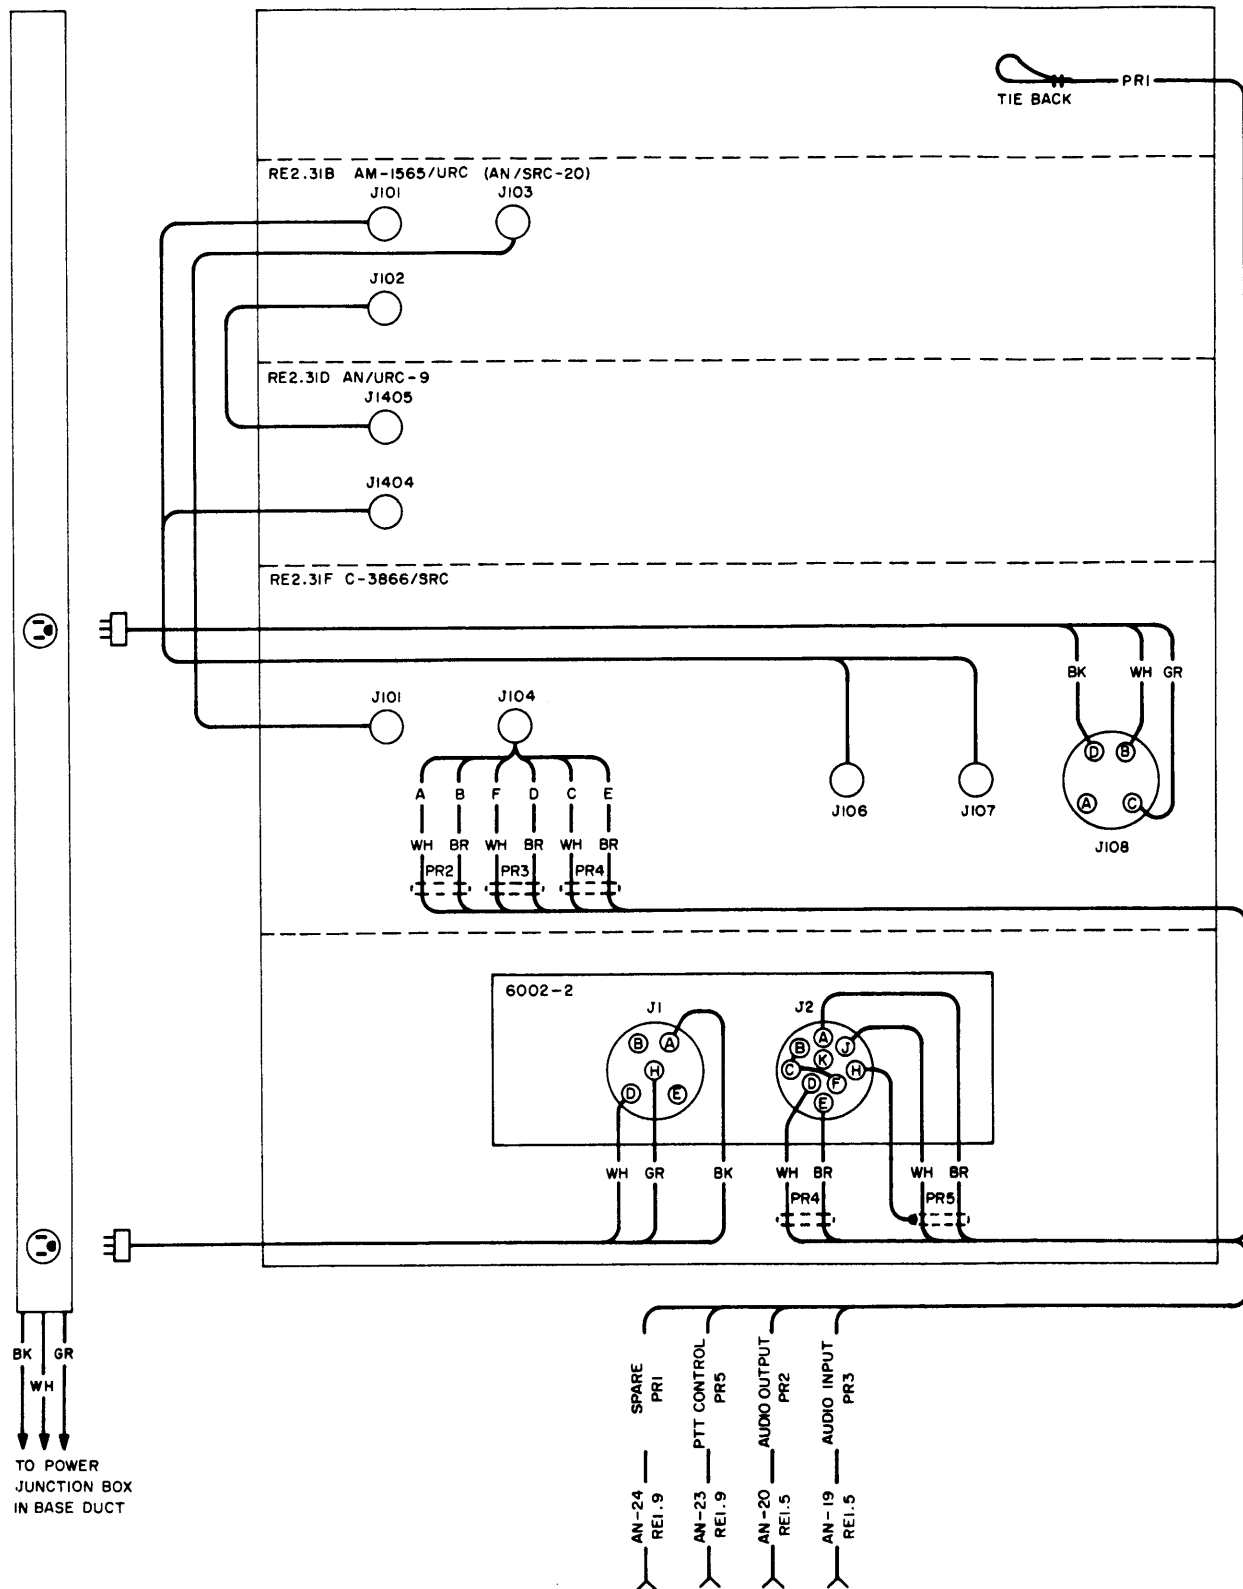 PR1
TIE BACK
RE2.31B AM-1565/URC (AN/SRC-20)
J101
J103
J102
RE2.31D AN/URC-9
J1405
J1404
RE2.31F C-3866/SRC
BK
WH GR
J101
J104
D B
A C
J106
J107
J108
A B F D C E
WH BR WH BR WH BR
PR2 PR3 PR4
6002-2
J1
J2
B A
H
D E
A
B J
K
C H
D F
E
WH GR BK
WH BR WH BR
PR4 PR5
BK GR
WH
TO POWER
JUNCTION BOX
IN BASE DUCT
SPARE
PR1
PTT CONTROL
PR5
AUDIO OUTPUT
PR2
AUDIO INPUT
PR3
AN-24
RE1.9
AN-23
RE1.9
AN-20
RE1.5
AN-19
RE1.5